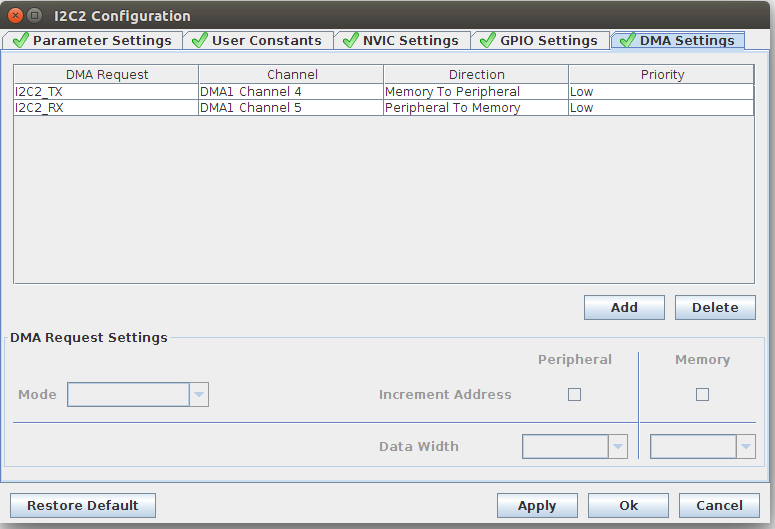 I2C2 Configuration
Parameter Settings User Constants NVIC Settings GPIO Settings DMA Settings
DMA Request Channel Direction Priority
I2C2_TX DMA1 Channel 4 Memory To Peripheral Low
I2C2_RX DMA1 Channel 5 Peripheral To Memory Low
Add Delete
DMA Request Settings
Peripheral Memory
Mode Increment Address
Data Width
Restore Default Apply Ok Cancel